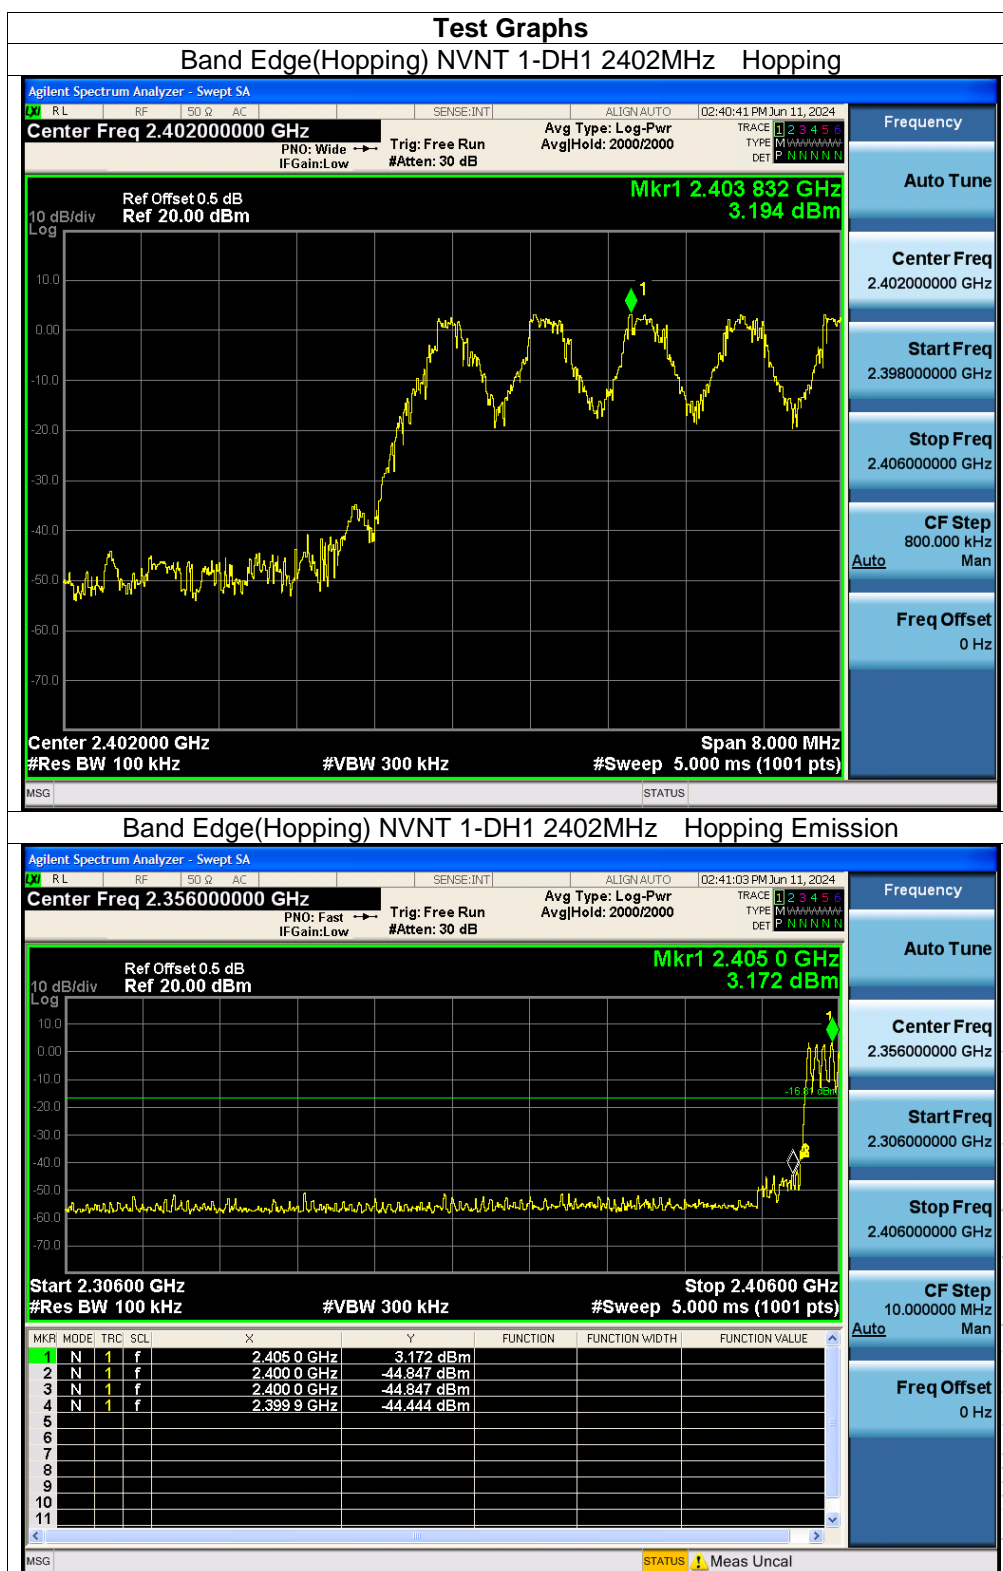 Test Graphs
Band Edge(Hopping) NVNT 1-DH1 2402MHz Hopping
Agilent Spectrum Analyzer - Swept SA
LXI RL RF 50 Ω AC SENSE:INT ALIGN AUTO 02:40:41 PM Jun 11, 2024
Center Freq 2.402000000 GHz
PNO: Wide
IFGain:Low
Trig: Free Run
#Atten: 30 dB
Avg Type: Log-Pwr
Avg|Hold: 2000/2000
TRACE 1 2 3 4 5 6
TYPE M
DET P N N N N N
Frequency
Auto Tune
Center Freq
2.402000000 GHz
Start Freq
2.398000000 GHz
Stop Freq
2.406000000 GHz
CF Step
800.000 kHz
Auto Man
Freq Offset
0 Hz
Mkr1 2.403 832 GHz
3.194 dBm
Ref Offset 0.5 dB
10 dB/div Ref 20.00 dBm
Log
10.0
0.00
-10.0
-20.0
-30.0
-40.0
-50.0
-60.0
-70.0
1
Center 2.402000 GHz Span 8.000 MHz
#Res BW 100 kHz #VBW 300 kHz #Sweep 5.000 ms (1001 pts)
MSG STATUS
Band Edge(Hopping) NVNT 1-DH1 2402MHz Hopping Emission
Agilent Spectrum Analyzer - Swept SA
LXI RL RF 50 Ω AC SENSE:INT ALIGN AUTO 02:41:03 PM Jun 11, 2024
Center Freq 2.356000000 GHz
PNO: Fast
IFGain:Low
Trig: Free Run
#Atten: 30 dB
Avg Type: Log-Pwr
Avg|Hold: 2000/2000
TRACE 1 2 3 4 5 6
TYPE M
DET P N N N N N
Frequency
Auto Tune
Center Freq
2.356000000 GHz
Start Freq
2.306000000 GHz
Stop Freq
2.406000000 GHz
CF Step
10.000000 MHz
Auto Man
Freq Offset
0 Hz
Mkr1 2.405 0 GHz
3.172 dBm
Ref Offset 0.5 dB
10 dB/div Ref 20.00 dBm
Log
10.0
0.00
-10.0
-20.0
-30.0
-40.0
-50.0
-60.0
-70.0
1
-16.81 dBm
Start 2.30600 GHz Stop 2.40600 GHz
#Res BW 100 kHz #VBW 300 kHz #Sweep 5.000 ms (1001 pts)
MKR MODE TRC SCL X Y FUNCTION FUNCTION WIDTH FUNCTION VALUE
1 N 1 f 2.405 0 GHz 3.172 dBm
2 N 1 f 2.400 0 GHz -44.847 dBm
3 N 1 f 2.400 0 GHz -44.847 dBm
4 N 1 f 2.399 9 GHz -44.444 dBm
5
6
7
8
9
10
11
MSG STATUS Meas Uncal